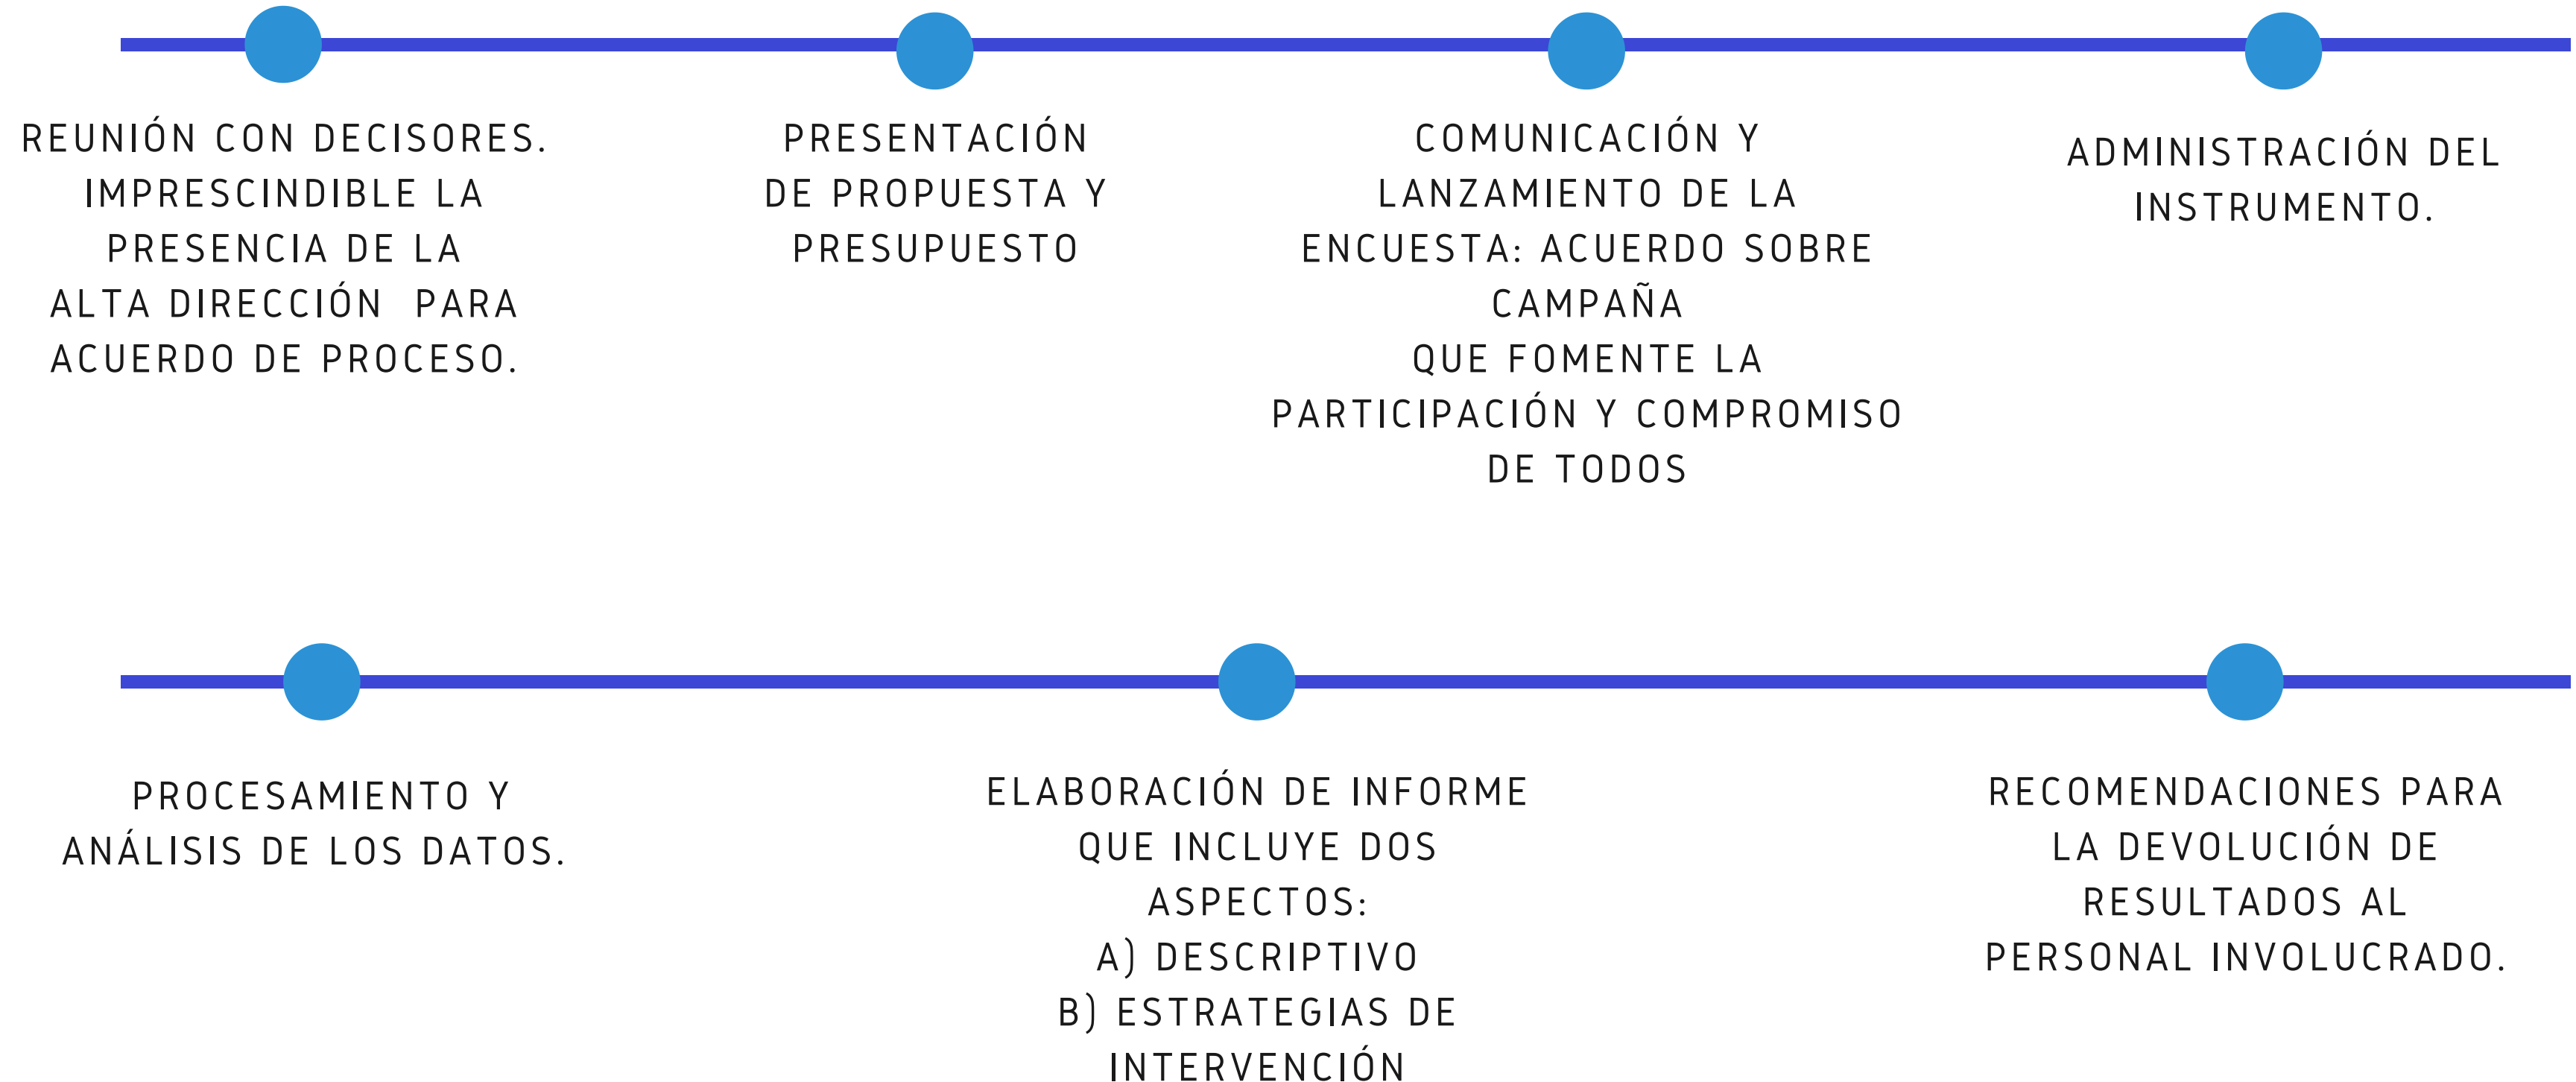 REUNIÓN CON DECISORES.
IMPRESCINDIBLE LA
PRESENCIA DE LA
ALTA DIRECCIÓN PARA
ACUERDO DE PROCESO.
PRESENTACIÓN
DE PROPUESTA Y
PRESUPUESTO
COMUNICACIÓN Y
LANZAMIENTO DE LA
ENCUESTA: ACUERDO SOBRE
CAMPAÑA
QUE FOMENTE LA
PARTICIPACIÓN Y COMPROMISO
DE TODOS
ADMINISTRACIÓN DEL
INSTRUMENTO.
PROCESAMIENTO Y
ANÁLISIS DE LOS DATOS.
ELABORACIÓN DE INFORME
QUE INCLUYE DOS
ASPECTOS:
A) DESCRIPTIVO
B) ESTRATEGIAS DE
INTERVENCIÓN
RECOMENDACIONES PARA
LA DEVOLUCIÓN DE
RESULTADOS AL
PERSONAL INVOLUCRADO.